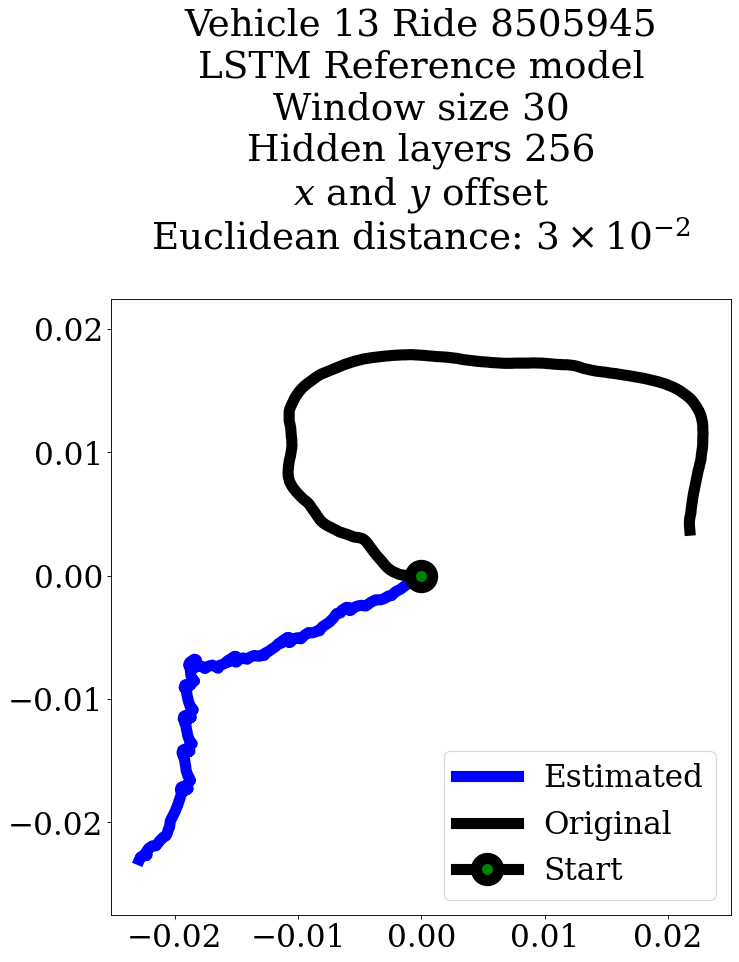 Vehicle 13 Ride 8505945
LSTM Reference model
Window size 30
Hidden layers 256
x and y offset
Euclidean distance: 3 × 10⁻²
0.02
0.01
0.00
−0.01
−0.02
Estimated
Original
Start
−0.02 −0.01 0.00 0.01 0.02